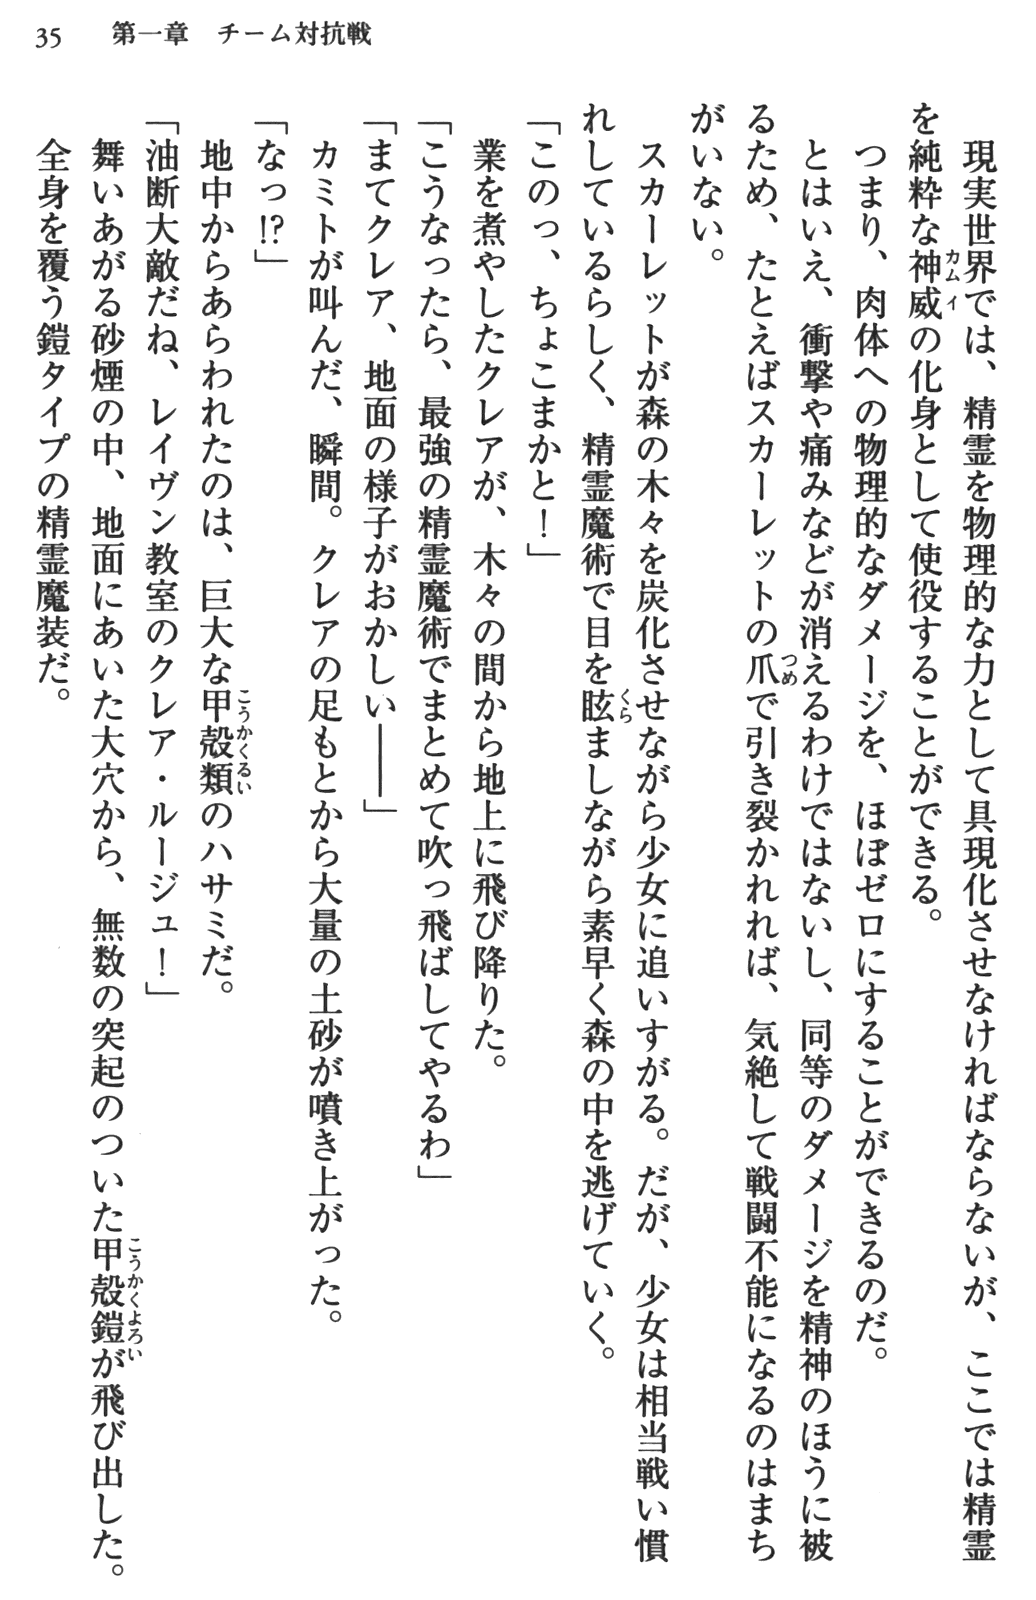 35　第一章　チーム対抗戦
　現実世界では、精霊を物理的な力として具現化させなければならないが、ここでは精霊
を純粋な神威の化身として使役することができる。
　つまり、肉体への物理的なダメージを、ほぼゼロにすることができるのだ。
　とはいえ、衝撃や痛みなどが消えるわけではないし、同等のダメージを精神のほうに被
るため、たとえばスカーレットの爪で引き裂かれれば、気絶して戦闘不能になるのはまち
がいない。
　スカーレットが森の木々を炭化させながら少女に追いすがる。だが、少女は相当戦い慣
れしているらしく、精霊魔術で目を眩ましながら素早く森の中を逃げていく。
「このっ、ちょこまかと！」
　業を煮やしたクレアが、木々の間から地上に飛び降りた。
「こうなったら、最強の精霊魔術でまとめて吹っ飛ばしてやるわ」
「まてクレア、地面の様子がおかしい――」
　カミトが叫んだ、瞬間。クレアの足もとから大量の土砂が噴き上がった。
「なっ!?」
　地中からあらわれたのは、巨大な甲殻類のハサミだ。
「油断大敵だね、レイヴン教室のクレア・ルージュ！」
　舞いあがる砂煙の中、地面にあいた大穴から、無数の突起のついた甲殻鎧が飛び出した。
　全身を覆う鎧タイプの精霊魔装だ。